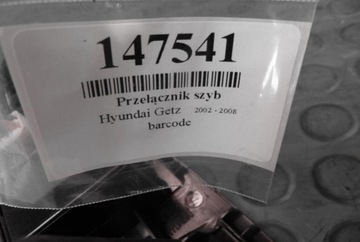 147541
Przełącznik szyb
Hyundai Getz 2002 - 2008
barcode